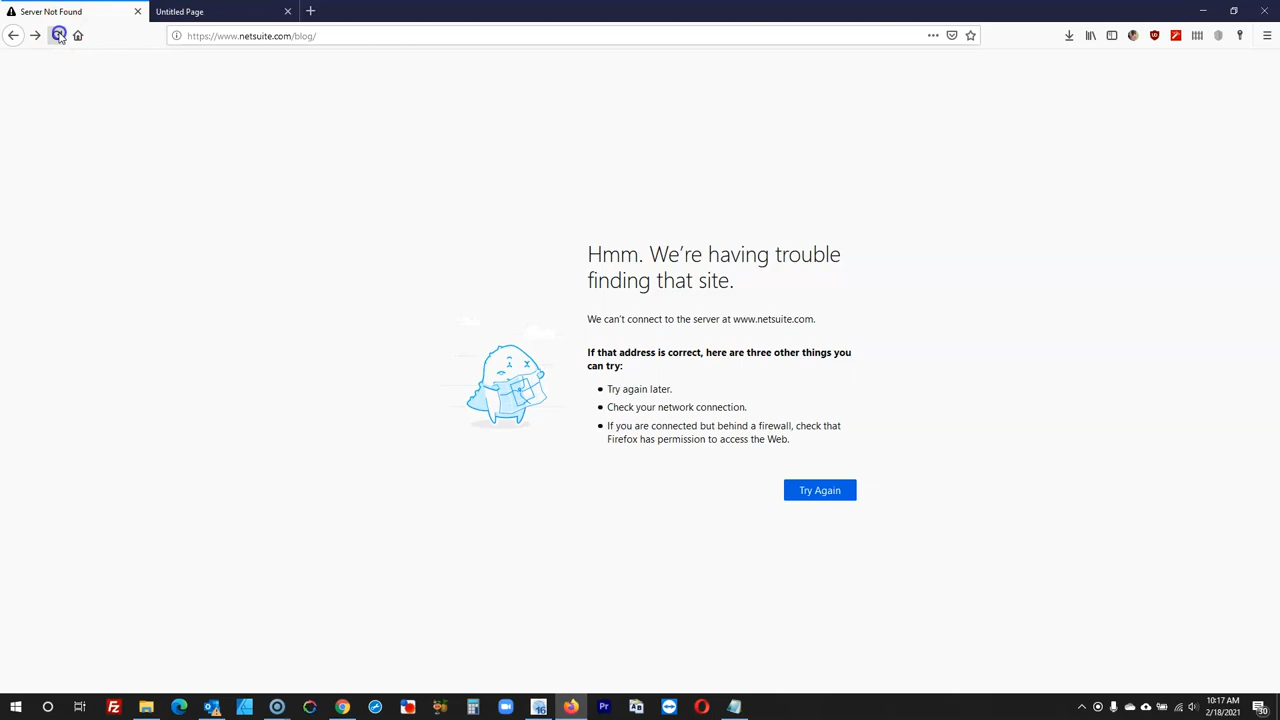 Server Not Found
Untitled Page
https://www.netsuite.com/blog/
Hmm. We're having trouble
finding that site.
We can't connect to the server at www.netsuite.com.
If that address is correct, here are three other things you
can try:
Try again later.
Check your network connection.
If you are connected but behind a firewall, check that
Firefox has permission to access the Web.
Try Again
10:17 AM
2/18/2021